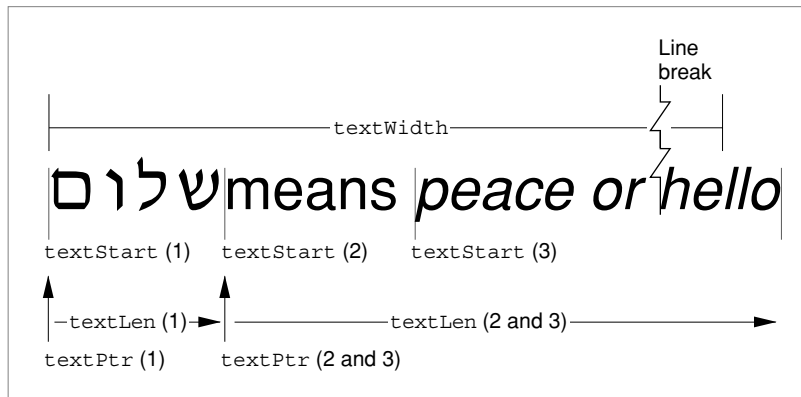 Line
break
textWidth
שלום means peace or hello
textStart (1) textStart (2) textStart (3)
textLen (1) textLen (2 and 3)
textPtr (1) textPtr (2 and 3)